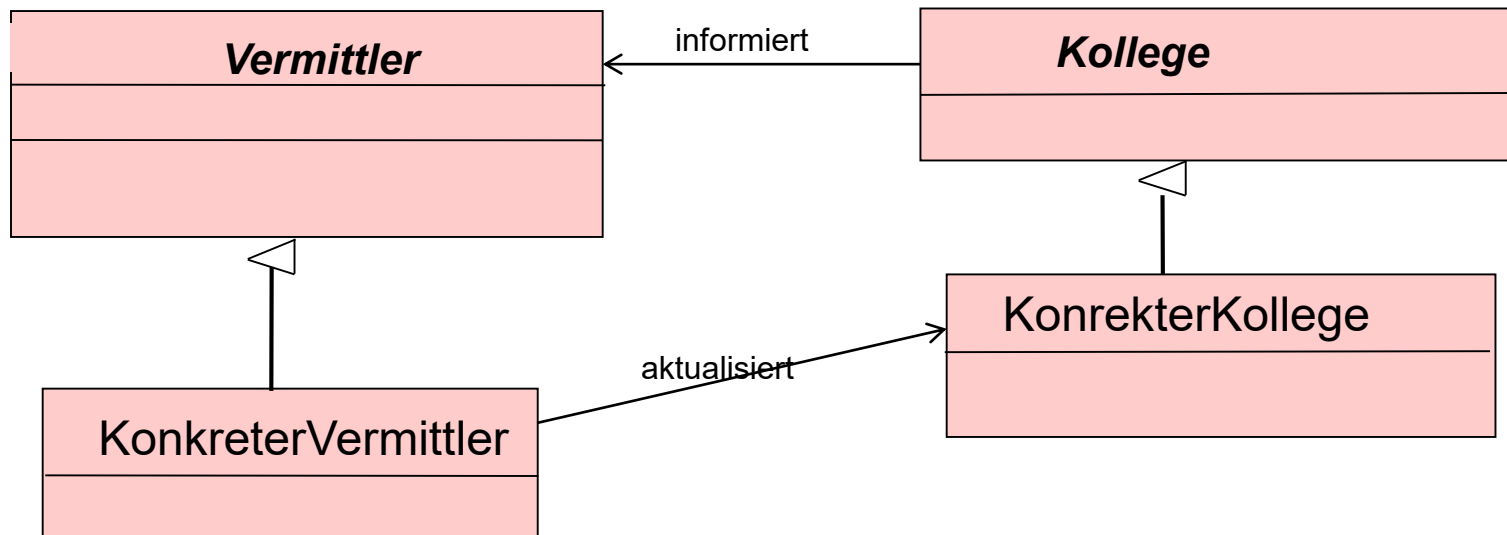 Vermittler
informiert
Kollege
KonrekterKollege
aktualisiert
KonkreterVermittler